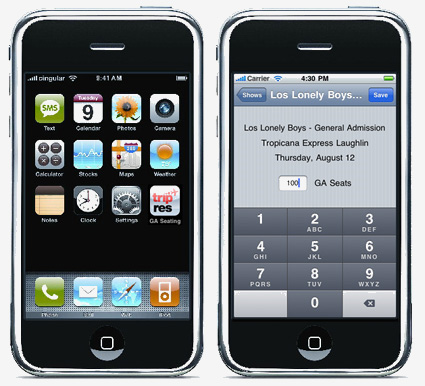 cingular 9:41 AM
SMS Tuesday 9
Text Calendar Photos Camera
280
Calculator Stocks Maps Weather
73°
trip res
Notes Clock Settings GA Seating
Phone
Carrier 4:30 PM
Shows Los Lonely Boys... Save
Los Lonely Boys - General Admission
Tropicana Express Laughlin
Thursday, August 12
100 GA Seats
1 2 ABC 3 DEF
4 GHI 5 JKL 6 MNO
7 PQRS 8 TUV 9 WXYZ
0